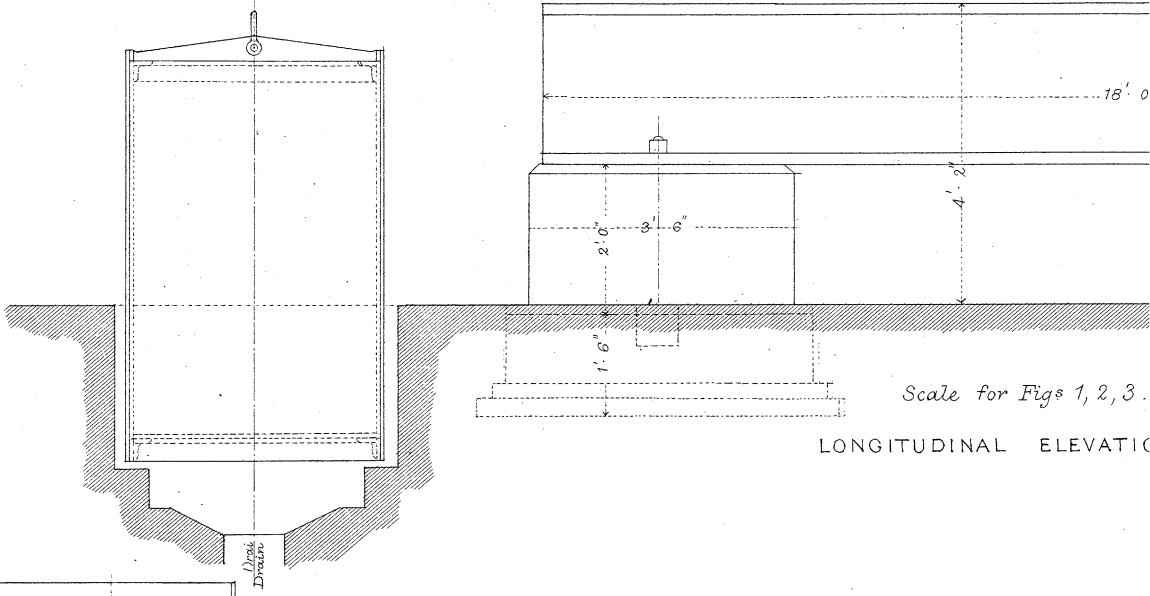 18'. 0
4'. 2"
2'. 0"
3' 6"
1'. 6"
Scale for Figs 1, 2, 3.
LONGITUDINAL ELEVATIO
Drai
Drain